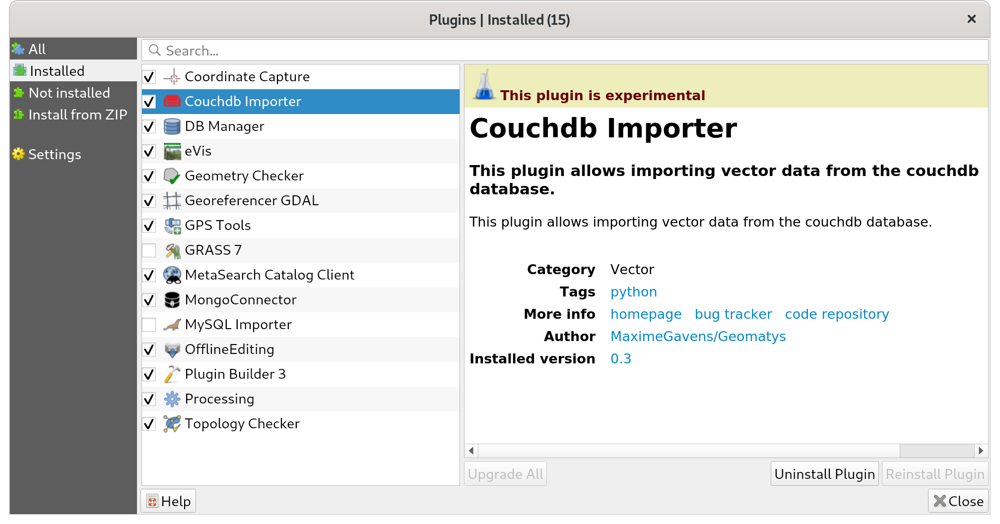 Plugins | Installed (15)
All
Installed
Not installed
Install from ZIP
Settings
Search...
Coordinate Capture
Couchdb Importer
DB Manager
eVis
Geometry Checker
Georeferencer GDAL
GPS Tools
GRASS 7
MetaSearch Catalog Client
MongoConnector
MySQL Importer
OfflineEditing
Plugin Builder 3
Processing
Topology Checker
This plugin is experimental
Couchdb Importer
This plugin allows importing vector data from the couchdb
database.
This plugin allows importing vector data from the couchdb database.
Category Vector
Tags python
More info homepage bug tracker code repository
Author MaximeGavens/Geomatys
Installed version 0.3
Upgrade All Uninstall Plugin Reinstall Plugin
Help Close